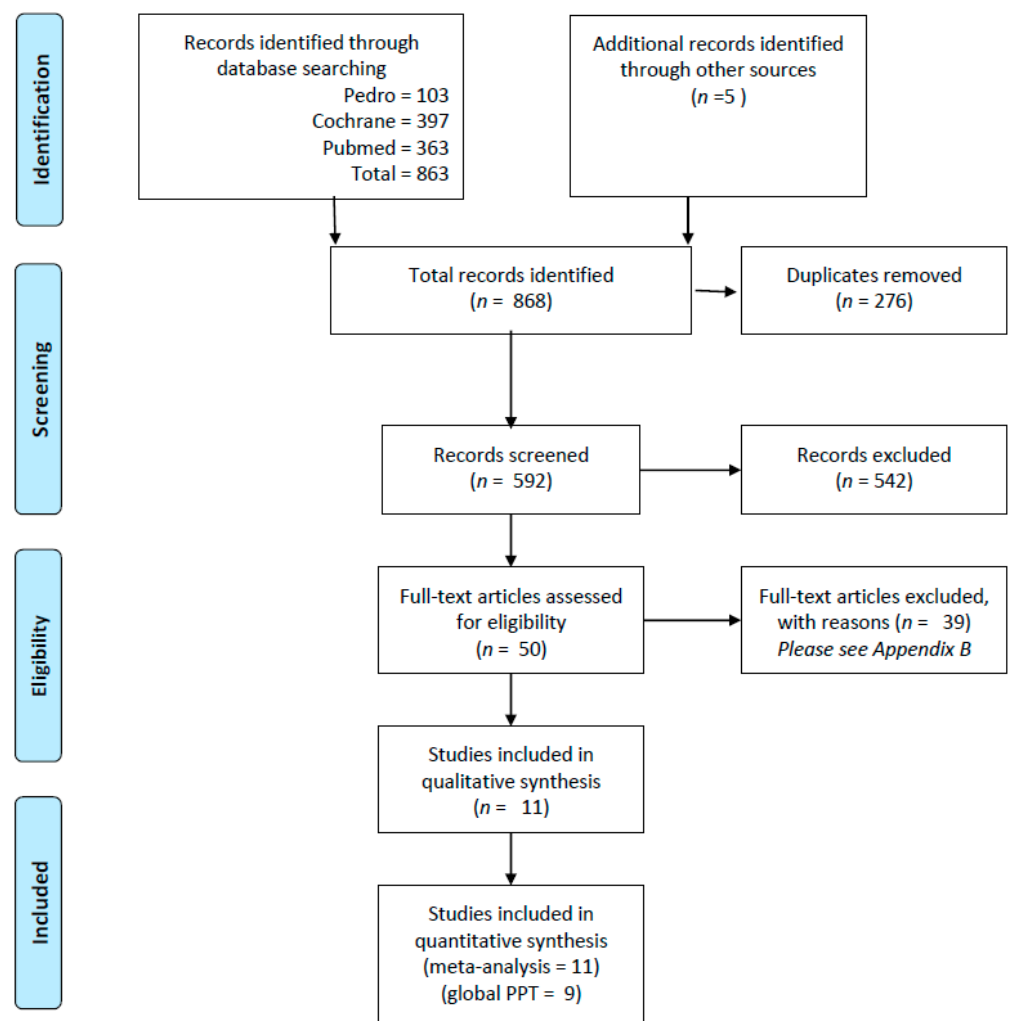 Identification
Records identified through
database searching
Pedro = 103
Cochrane = 397
Pubmed = 363
Total = 863
Additional records identified
through other sources
(n =5 )
Screening
Total records identified
(n = 868)
Duplicates removed
(n = 276)
Records screened
(n = 592)
Records excluded
(n = 542)
Eligibility
Full-text articles assessed
for eligibility
(n = 50)
Full-text articles excluded,
with reasons (n = 39)
Please see Appendix B
Studies included in
qualitative synthesis
(n = 11)
Included
Studies included in
quantitative synthesis
(meta-analysis = 11)
(global PPT = 9)